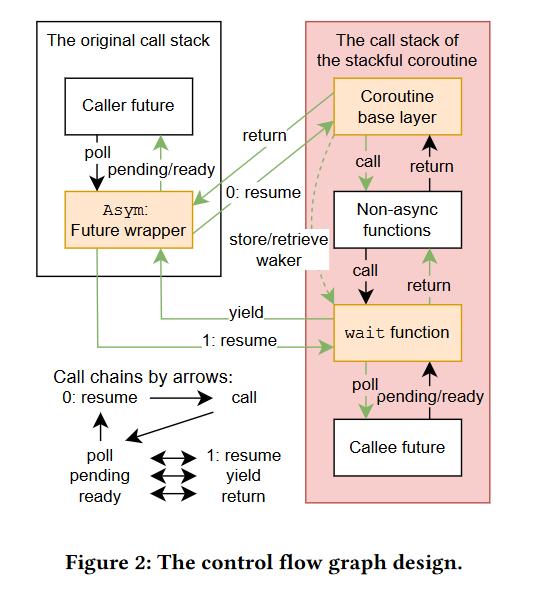 The original call stack
The call stack of
the stackful coroutine
Caller future
Coroutine
base layer
poll
pending/ready
return
call
return
0: resume
Asym:
Future wrapper
Non-async
functions
store/retrieve
waker
call
return
yield
1: resume
wait function
Call chains by arrows:
0: resume
call
poll
pending/ready
poll
1: resume
pending
yield
ready
return
Callee future
Figure 2: The control flow graph design.